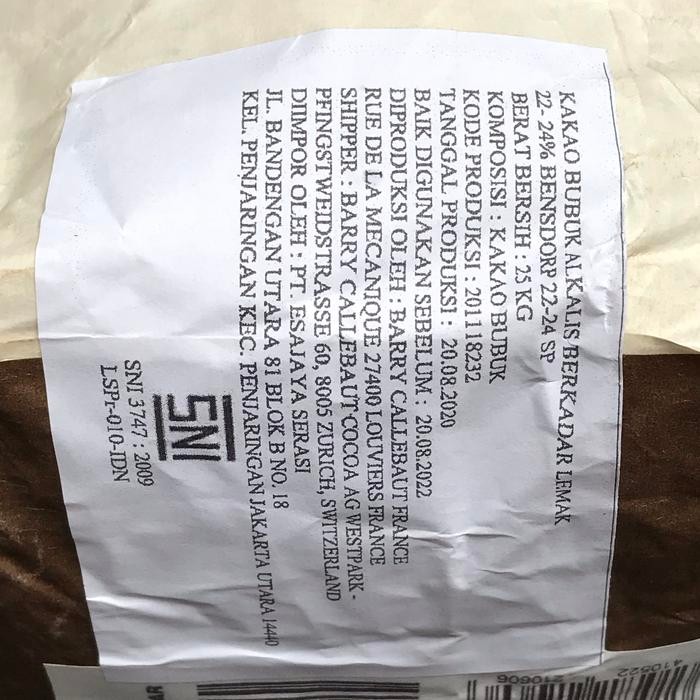 KAKAO BUBUK ALKALIS BERKADAR LEMAK
22- 24% BENSDORP 22-24 SP
BERAT BERSIH : 25 KG
KOMPOSISI : KAKAO BUBUK
KODE PRODUKSI : 201118232
TANGGAL PRODUKSI : 20.08.2020
BAIK DIGUNAKAN SEBELUM : 20.08.2022
DIPRODUKSI OLEH : BARRY CALLEBAUT FRANCE
RUE DE LA MECANIQUE 27400 LOUVIERS FRANCE
SHIPPER : BARRY CALLEBAUT COCOA AG WESTPARK -
PFINGSTWEIDSTRASSE 60, 8005 ZURICH, SWITZERLAND
DIIMPOR OLEH : PT. ESAJAYA SERASI
JL. BANDENGAN UTARA 81 BLOK B NO. 18
KEL. PENJARINGAN KEC. PENJARINGAN JAKARTA UTARA 14440
SNI
SNI 3747 : 2009
LSPr-010-IDN
410522
210606